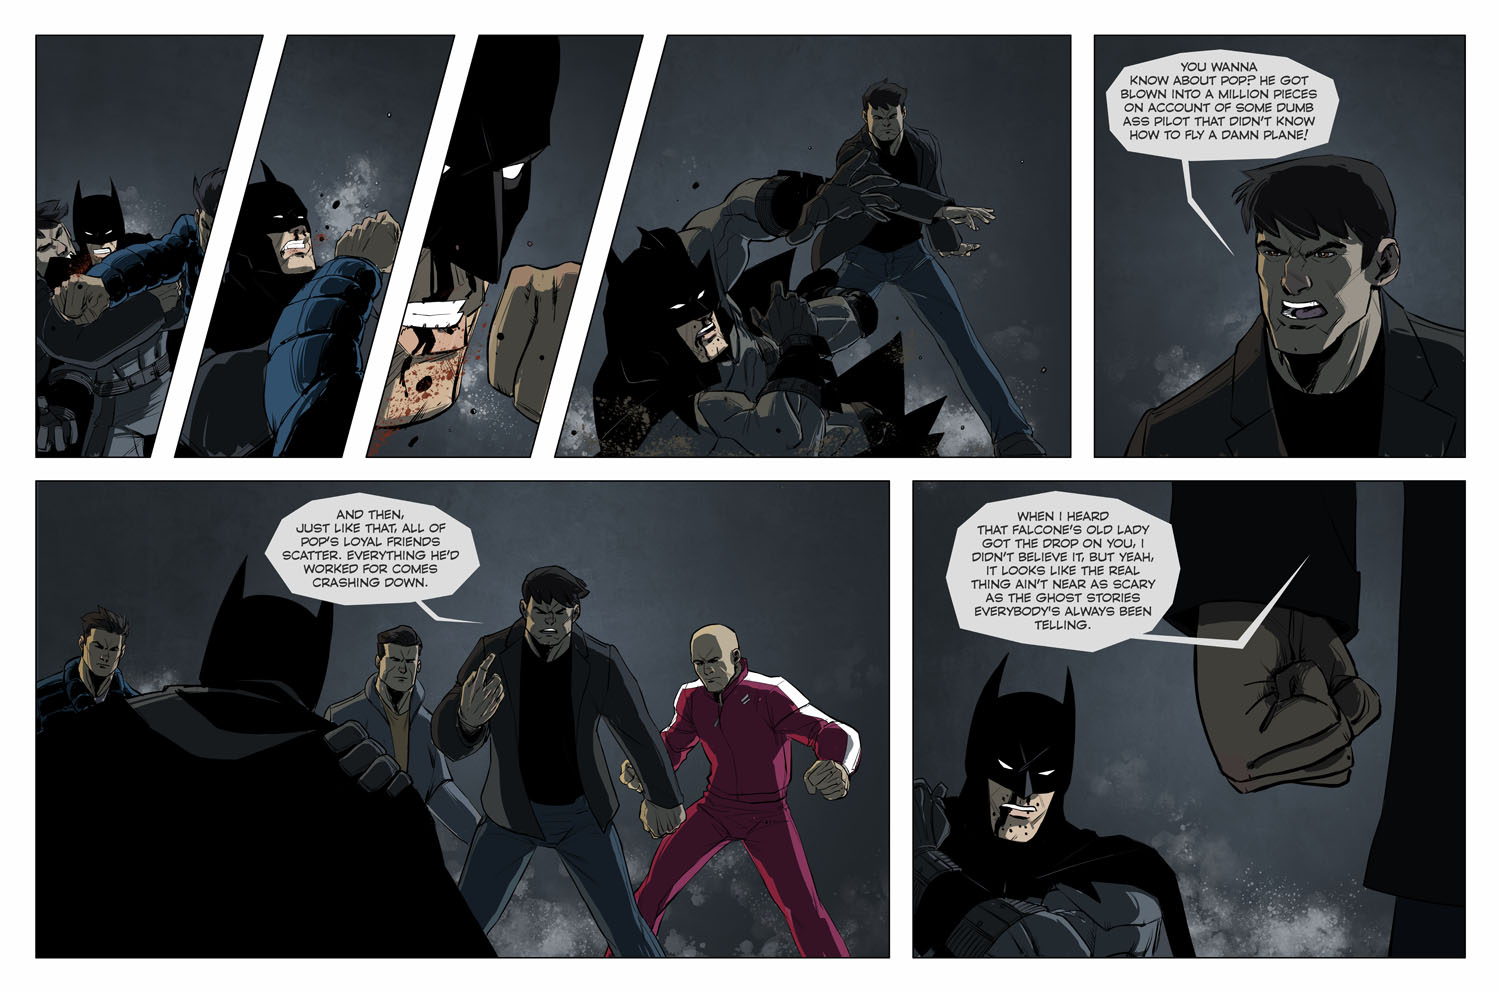 YOU WANNA
KNOW ABOUT POP? HE GOT
BLOWN INTO A MILLION PIECES
ON ACCOUNT OF SOME DUMB
ASS PILOT THAT DIDN'T KNOW
HOW TO FLY A DAMN PLANE!
AND THEN,
JUST LIKE THAT, ALL OF
POP'S LOYAL FRIENDS
SCATTER. EVERYTHING HE'D
WORKED FOR COMES
CRASHING DOWN.
WHEN I HEARD
THAT FALCONE'S OLD LADY
GOT THE DROP ON YOU, I
DIDN'T BELIEVE IT, BUT YEAH,
IT LOOKS LIKE THE REAL
THING AIN'T NEAR AS SCARY
AS THE GHOST STORIES
EVERYBODY'S ALWAYS BEEN
TELLING.